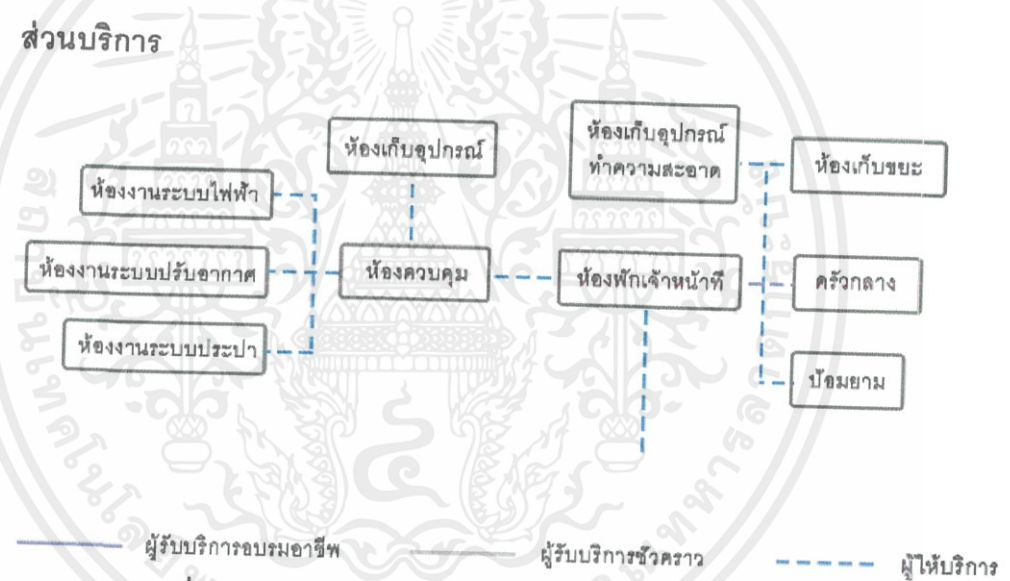 ส่วนบริการ
ห้องเก็บอุปกรณ์
ห้องเก็บอุปกรณ์
ทำความสะอาด
ห้องเก็บขยะ
ห้องงานระบบไฟฟ้า
ห้องงานระบบปรับอากาศ
ห้องควบคุม
ห้องพักเจ้าหน้าที่
ครัวกลาง
ห้องงานระบบประปา
ป้อมยาม
ผู้รับบริการอบรมอาชีพ
ผู้รับบริการชั่วคราว
ผู้ให้บริการ